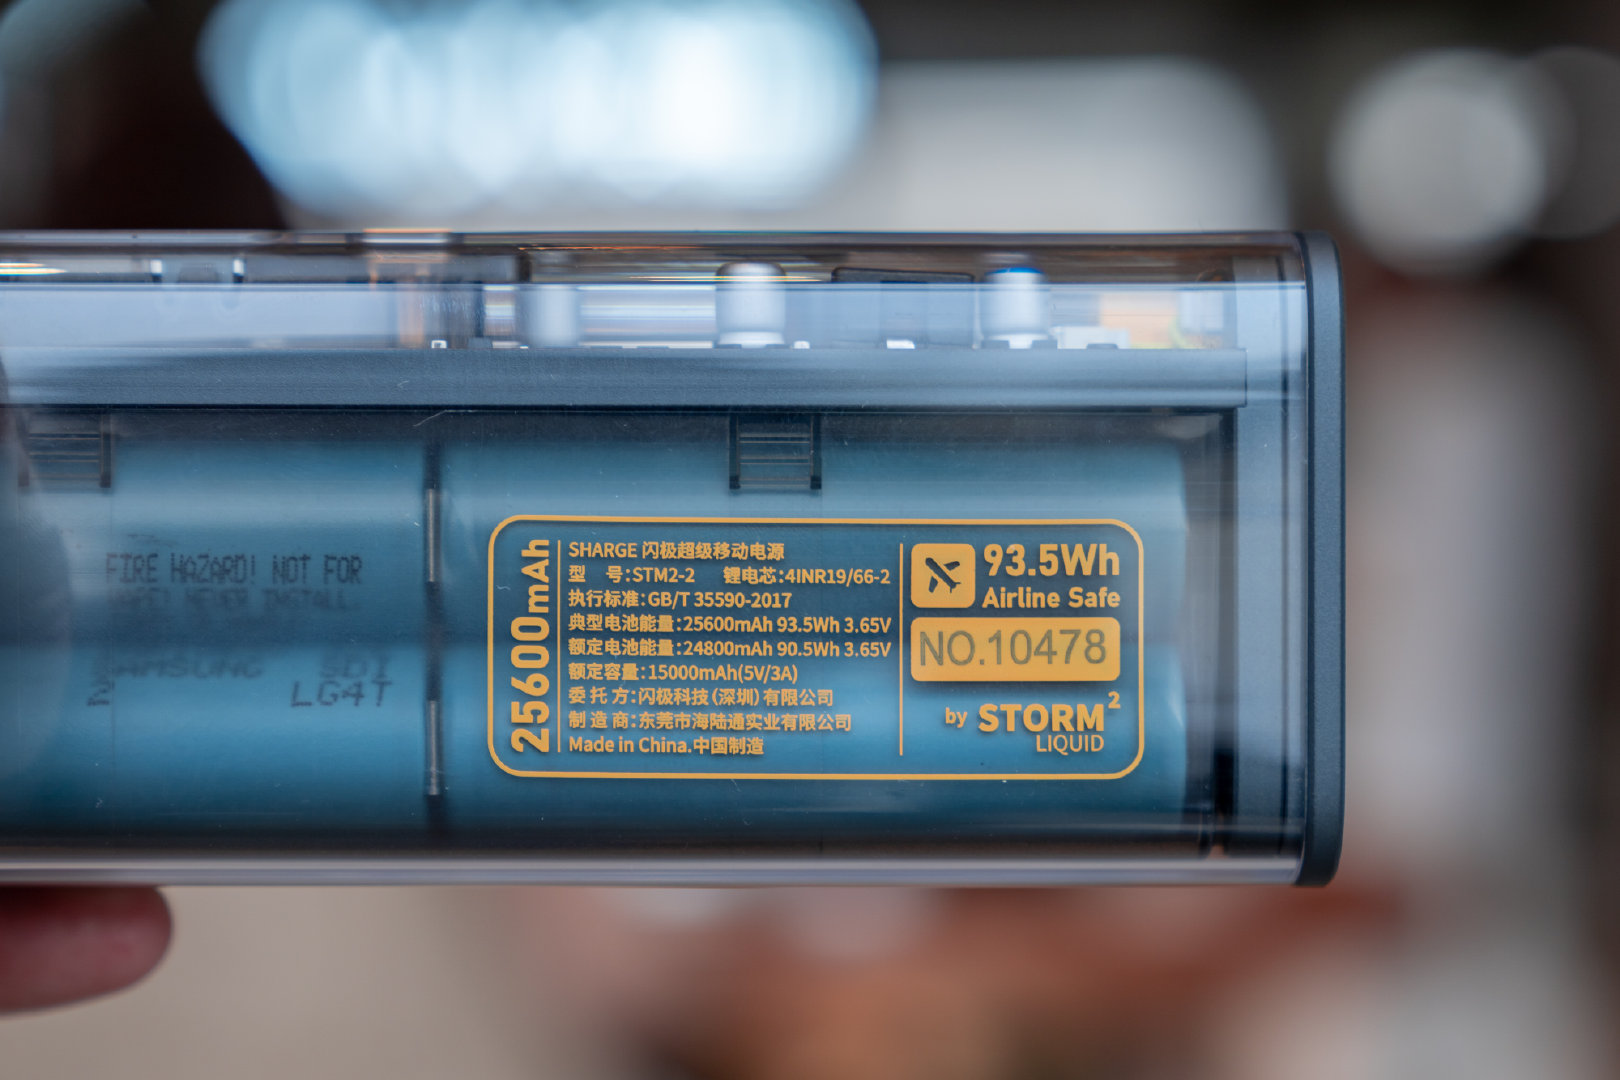 25600mAh
SHARGE 闪极超级移动电源
型 号:STM2-2 锂电芯:4INR19/66-2
执行标准:GB/T 35590-2017
典型电池能量:25600mAh 93.5Wh 3.65V
额定电池能量:24800mAh 90.5Wh 3.65V
额定容量:15000mAh(5V/3A)
委 托 方:闪极科技(深圳)有限公司
制 造 商:东莞市海陆通实业有限公司
Made in China.中国制造
93.5Wh
Airline Safe
NO.10478
by STORM²
LIQUID
FIRE HAZARD! NOT FOR
VAPE! NEVER INSTALL
SAMSUNG SDI
LG4T